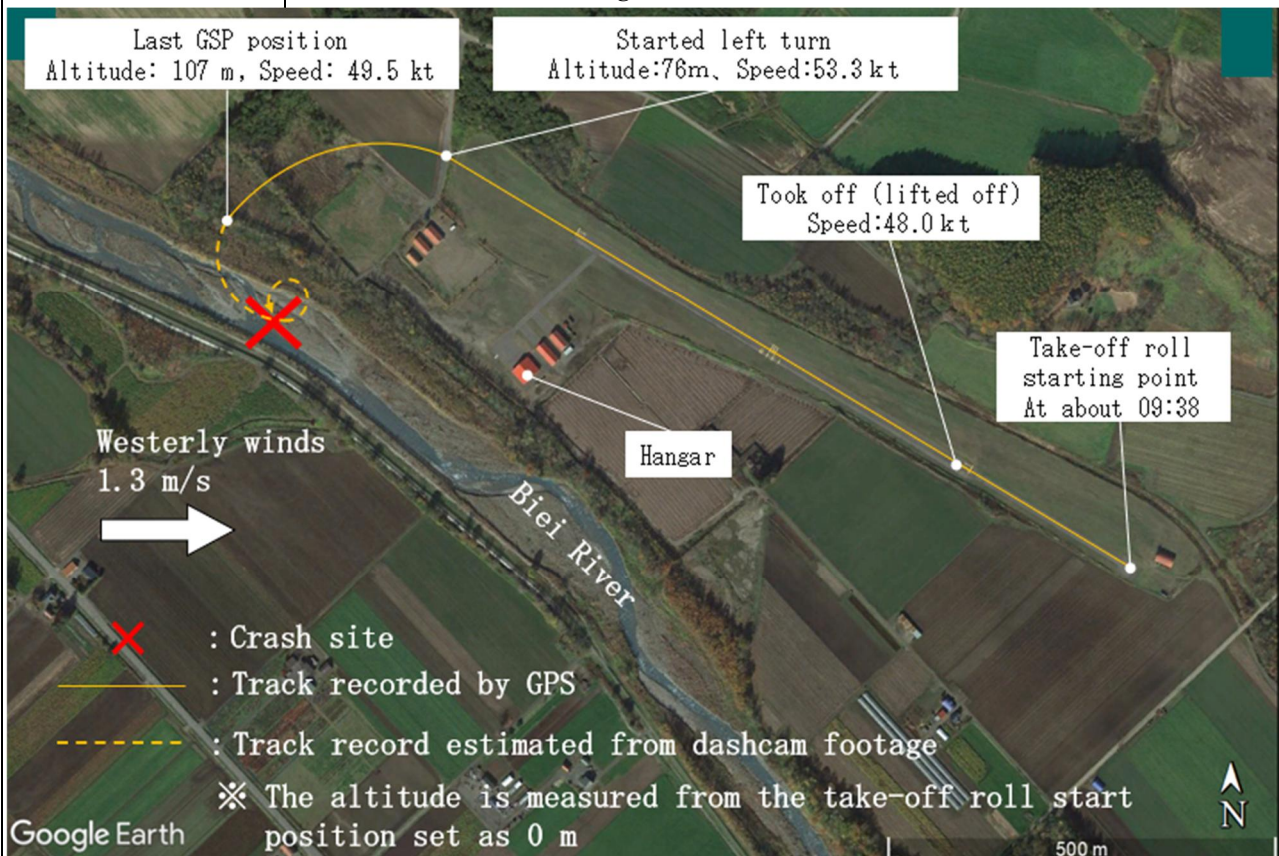 Last GSP position
Altitude: 107 m, Speed: 49.5 kt
Started left turn
Altitude:76m、Speed:53.3kt
Took off (lifted off)
Speed:48.0kt
Take-off roll
starting point
At about 09:38
Hangar
Westerly winds
1.3 m/s
Biei River
: Crash site
: Track recorded by GPS
: Track record estimated from dashcam footage
※ The altitude is measured from the take-off roll start
position set as 0 m
N
Google Earth
500 m